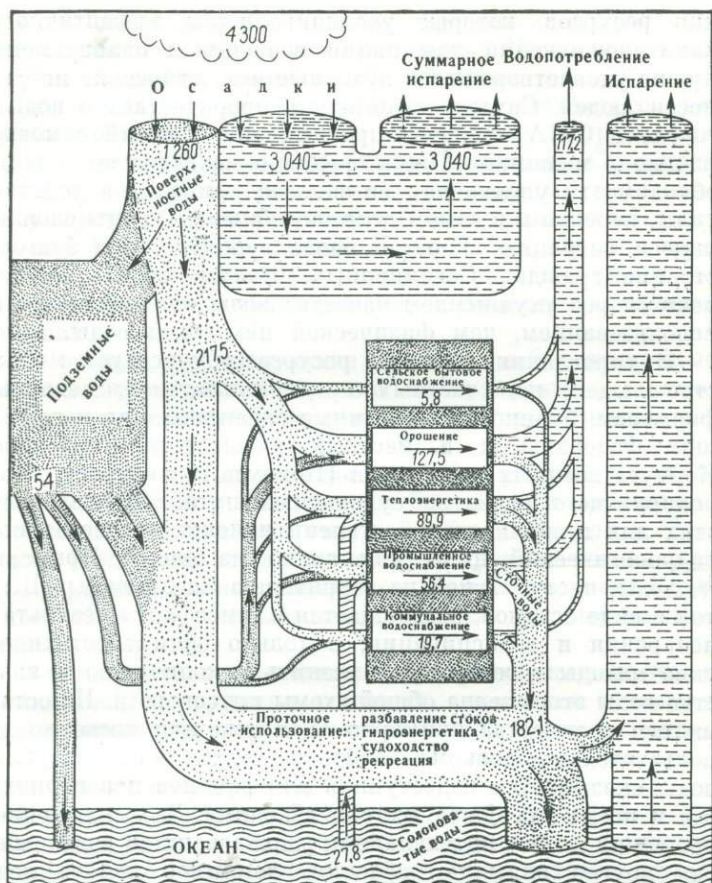 4 300
Осадки
Суммарное
испарение
Водопотребление
Испарение
1 260
3 040
3 040
117,2
Поверх-
ностные
воды
Подземные
воды
217,5
54
Сельское бытовое
водоснабжение
5,8
Орошение
127,5
Теплоэнергетика
89,9
Промышленное
водоснабжение
56,4
Коммунальное
водоснабжение
19,7
Сточные
воды
Проточное
использование:
разбавление стоков
гидроэнергетика
судоходство
рекреация
182,1
ОКЕАН
27,8
Солонова-
тые воды